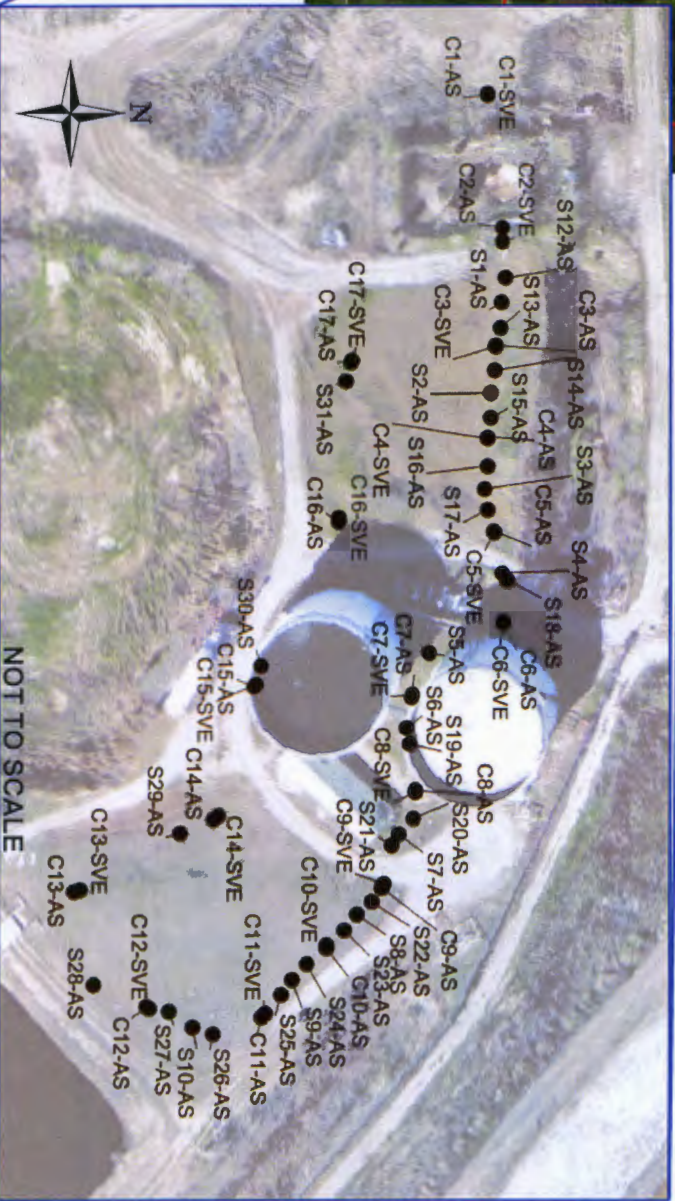 C1-SVE
C1-AS
N
C2-SVE
C2-AS
S12-AS
S1-AS
S13-AS
C3-AS
C3-SVE
S14-AS
S2-AS
S15-AS
C4-AS
C4-SVE
S16-AS
S3-AS
S17-AS
C5-AS
C5-SVE
S4-AS
S18-AS
C6-AS
C6-SVE
C17-SVE
C17-AS
S31-AS
C16-SVE
C16-AS
S5-AS
C7-AS
C7-SVE
S6-AS
S19-AS
C8-AS
C8-SVE
S20-AS
S21-AS
S7-AS
C9-SVE
C9-AS
S22-AS
S8-AS
S23-AS
C10-SVE
C10-AS
S24-AS
S9-AS
S25-AS
C11-SVE
C11-AS
S30-AS
C15-AS
C15-SVE
C14-AS
C14-SVE
S29-AS
C13-SVE
C13-AS
S28-AS
C12-SVE
C12-AS
S27-AS
S10-AS
S26-AS
NOT TO SCALE